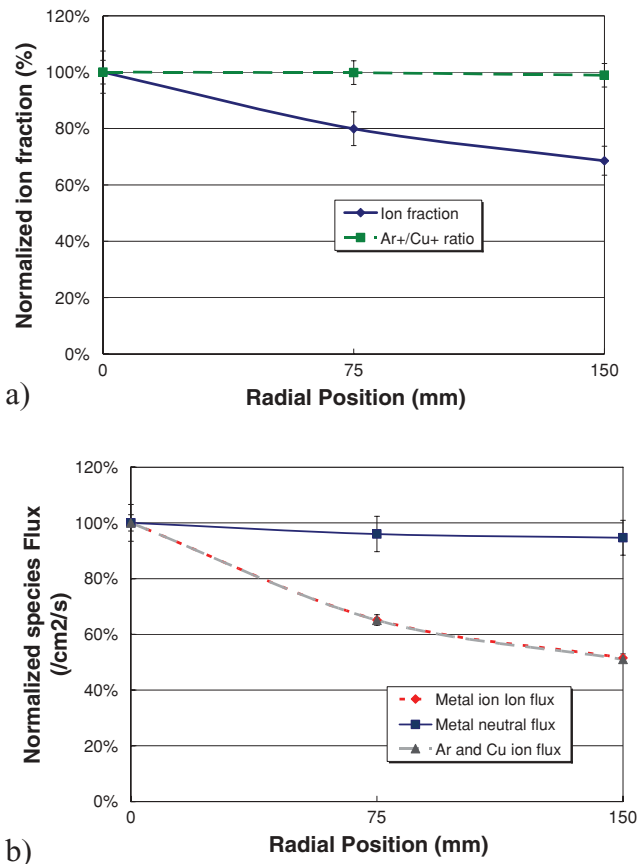 120%
100%
80%
60%
40%
20%
0%
Normalized ion fraction (%)
Ion fraction
Ar+/Cu+ ratio
0
75
150
Radial Position (mm)
a)
120%
100%
80%
60%
40%
20%
0%
Normalized species Flux
(/cm2/s)
Metal ion Ion flux
Metal neutral flux
Ar and Cu ion flux
0
75
150
Radial Position (mm)
b)